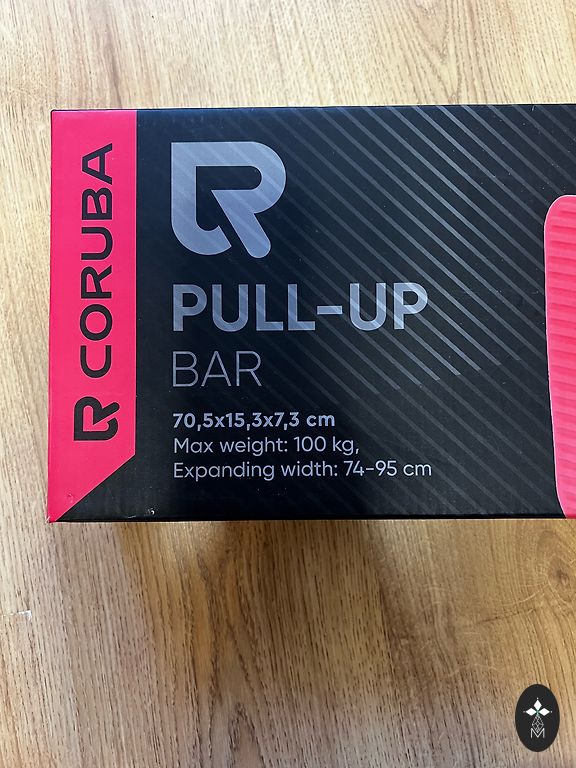 CORUBA
PULL-UP
BAR
70,5x15,3x7,3 cm
Max weight: 100 kg,
Expanding width: 74-95 cm
M